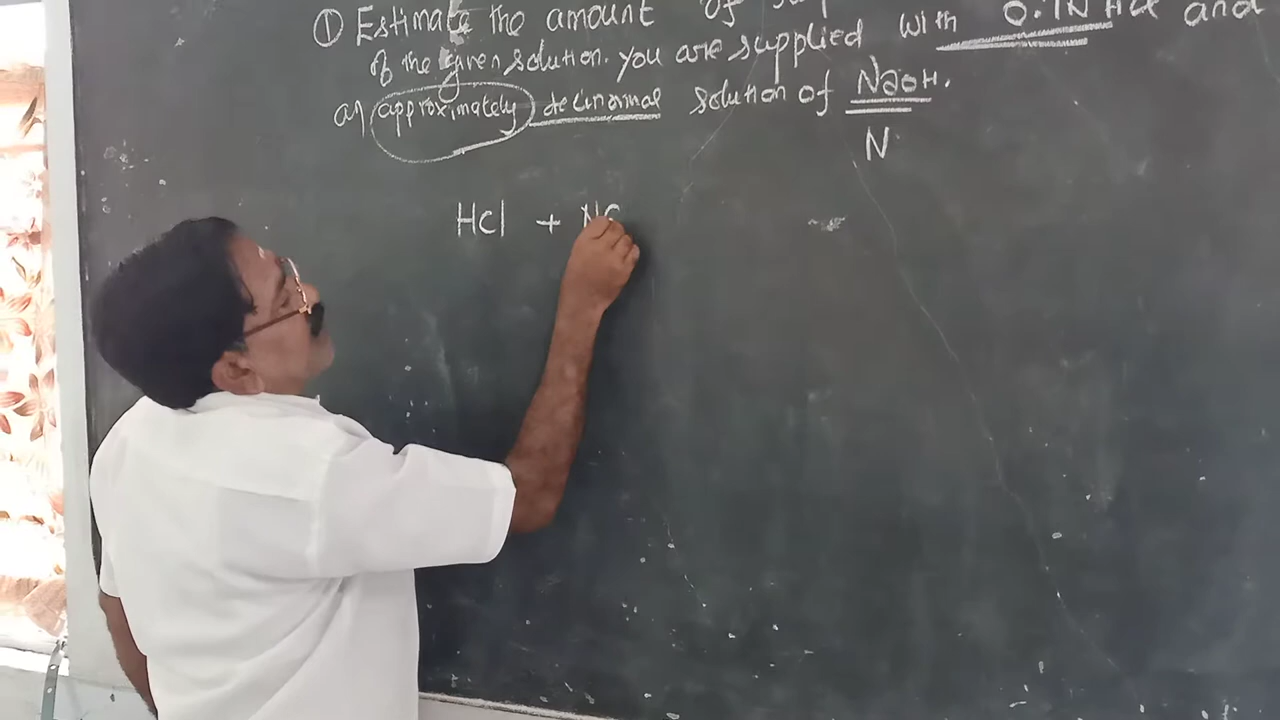 ① Estimate the amount of
of the given solution. you are supplied with 0.1N HCl and
an approximately decinormal solution of NaOH.
N
HCl + Na